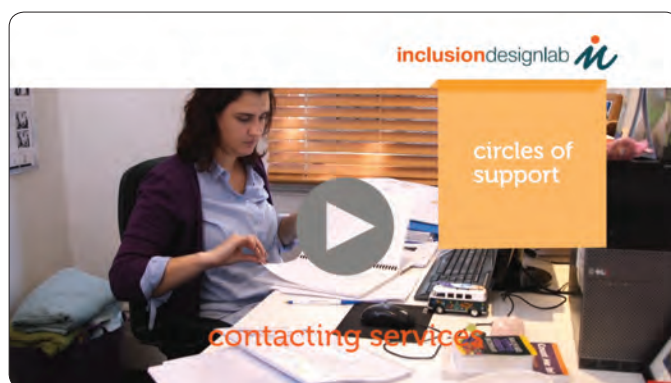 inclusiondesignlab
circles of
support
contacting services